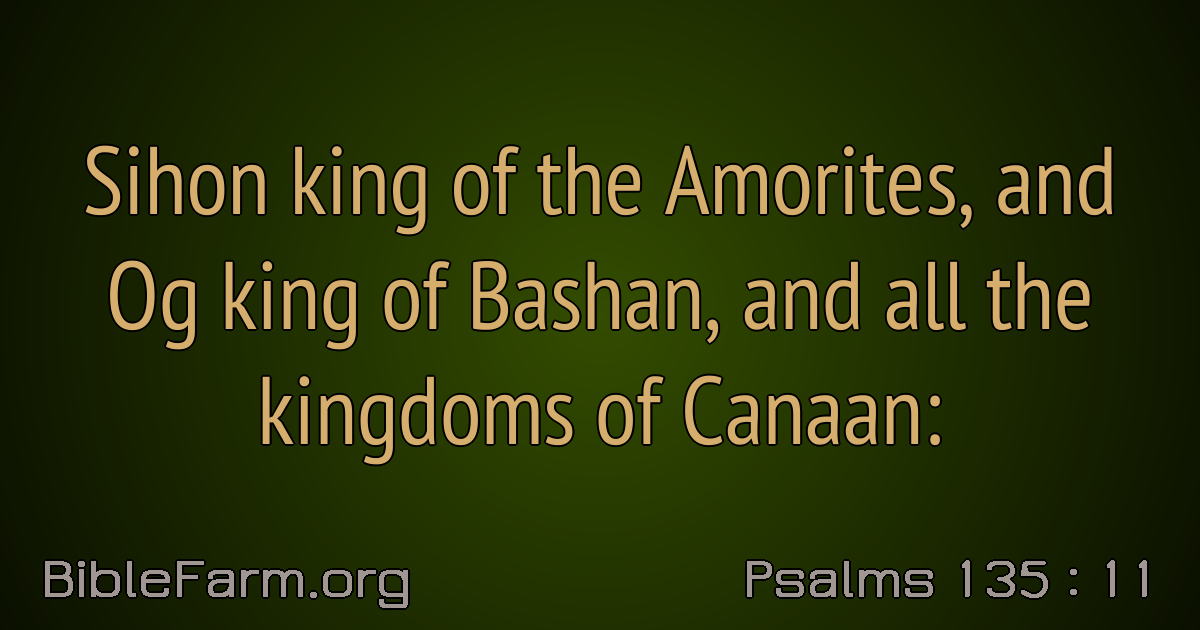 Sihon king of the Amorites, and
Og king of Bashan, and all the
kingdoms of Canaan:
BibleFarm.org
Psalms 135 : 11